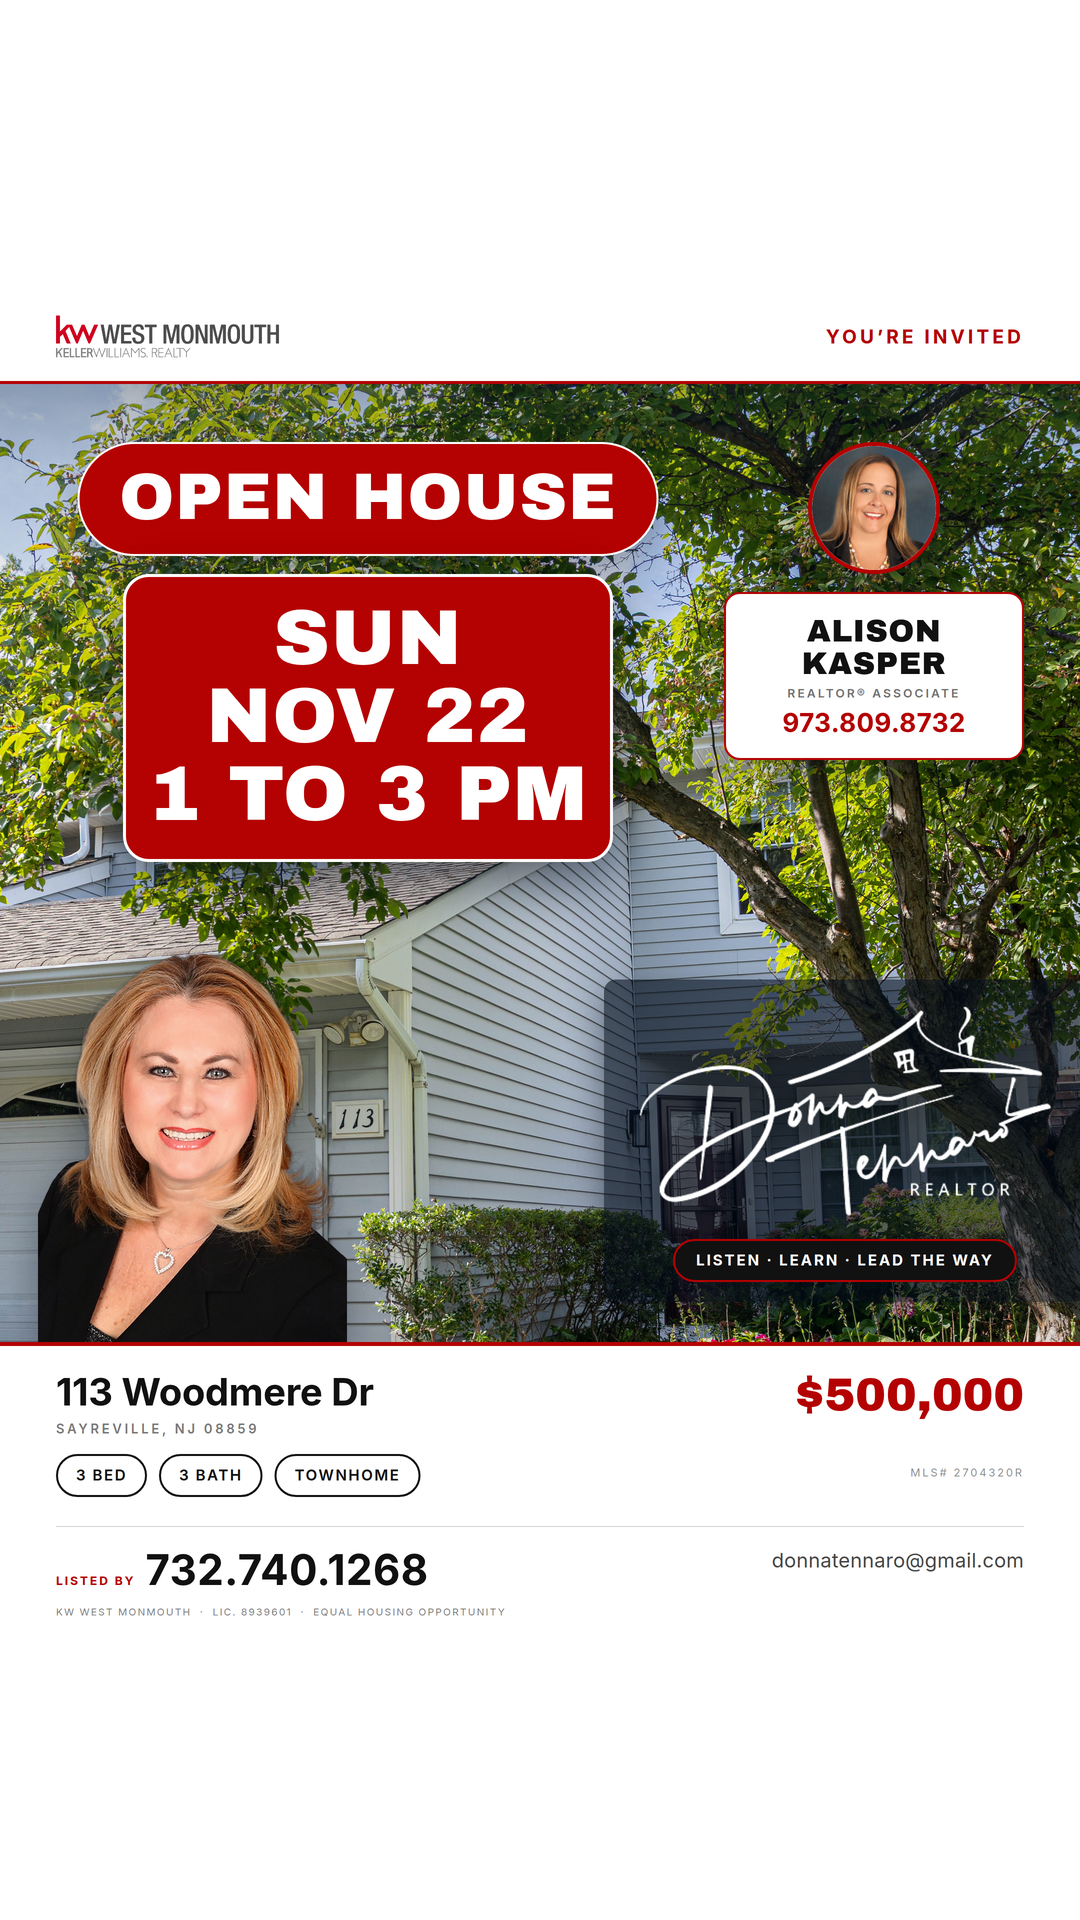 kw WEST MONMOUTH
KELLERWILLIAMS. REALTY
YOU'RE INVITED
OPEN HOUSE
SUN
NOV 22
1 TO 3 PM
ALISON
KASPER
REALTOR® ASSOCIATE
973.809.8732
113
Donna
Tennaro
REALTOR
LISTEN · LEARN · LEAD THE WAY
113 Woodmere Dr
$500,000
SAYREVILLE, NJ 08859
3 BED
3 BATH
TOWNHOME
MLS# 2704320R
LISTED BY 732.740.1268
donnatennaro@gmail.com
KW WEST MONMOUTH · LIC. 8939601 · EQUAL HOUSING OPPORTUNITY